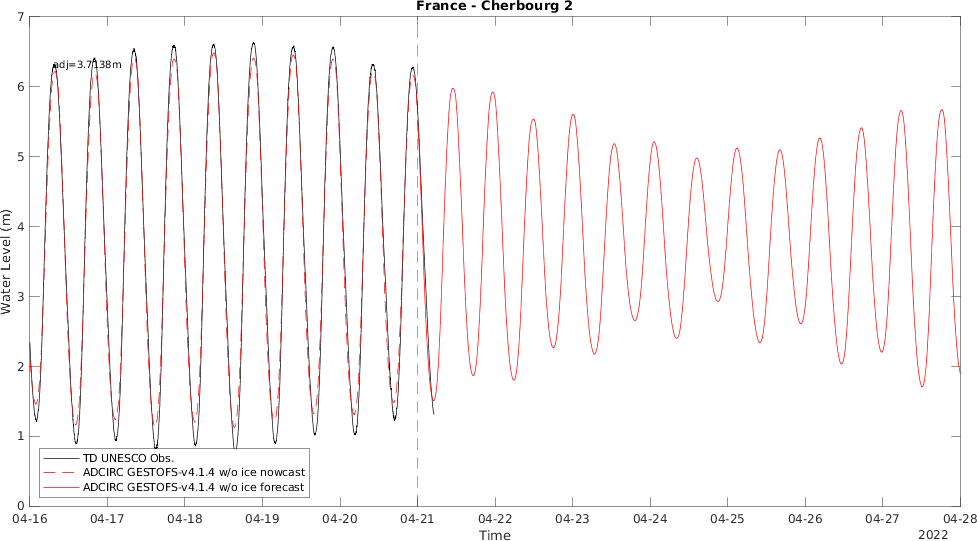 France - Cherbourg 2
7
adj=3.7138m
6
5
4
3
2
1
0
Water Level (m)
TD UNESCO Obs.
ADCIRC GESTOFS-v4.1.4 w/o ice nowcast
ADCIRC GESTOFS-v4.1.4 w/o ice forecast
04-16 04-17 04-18 04-19 04-20 04-21 04-22 04-23 04-24 04-25 04-26 04-27 04-28
Time
2022